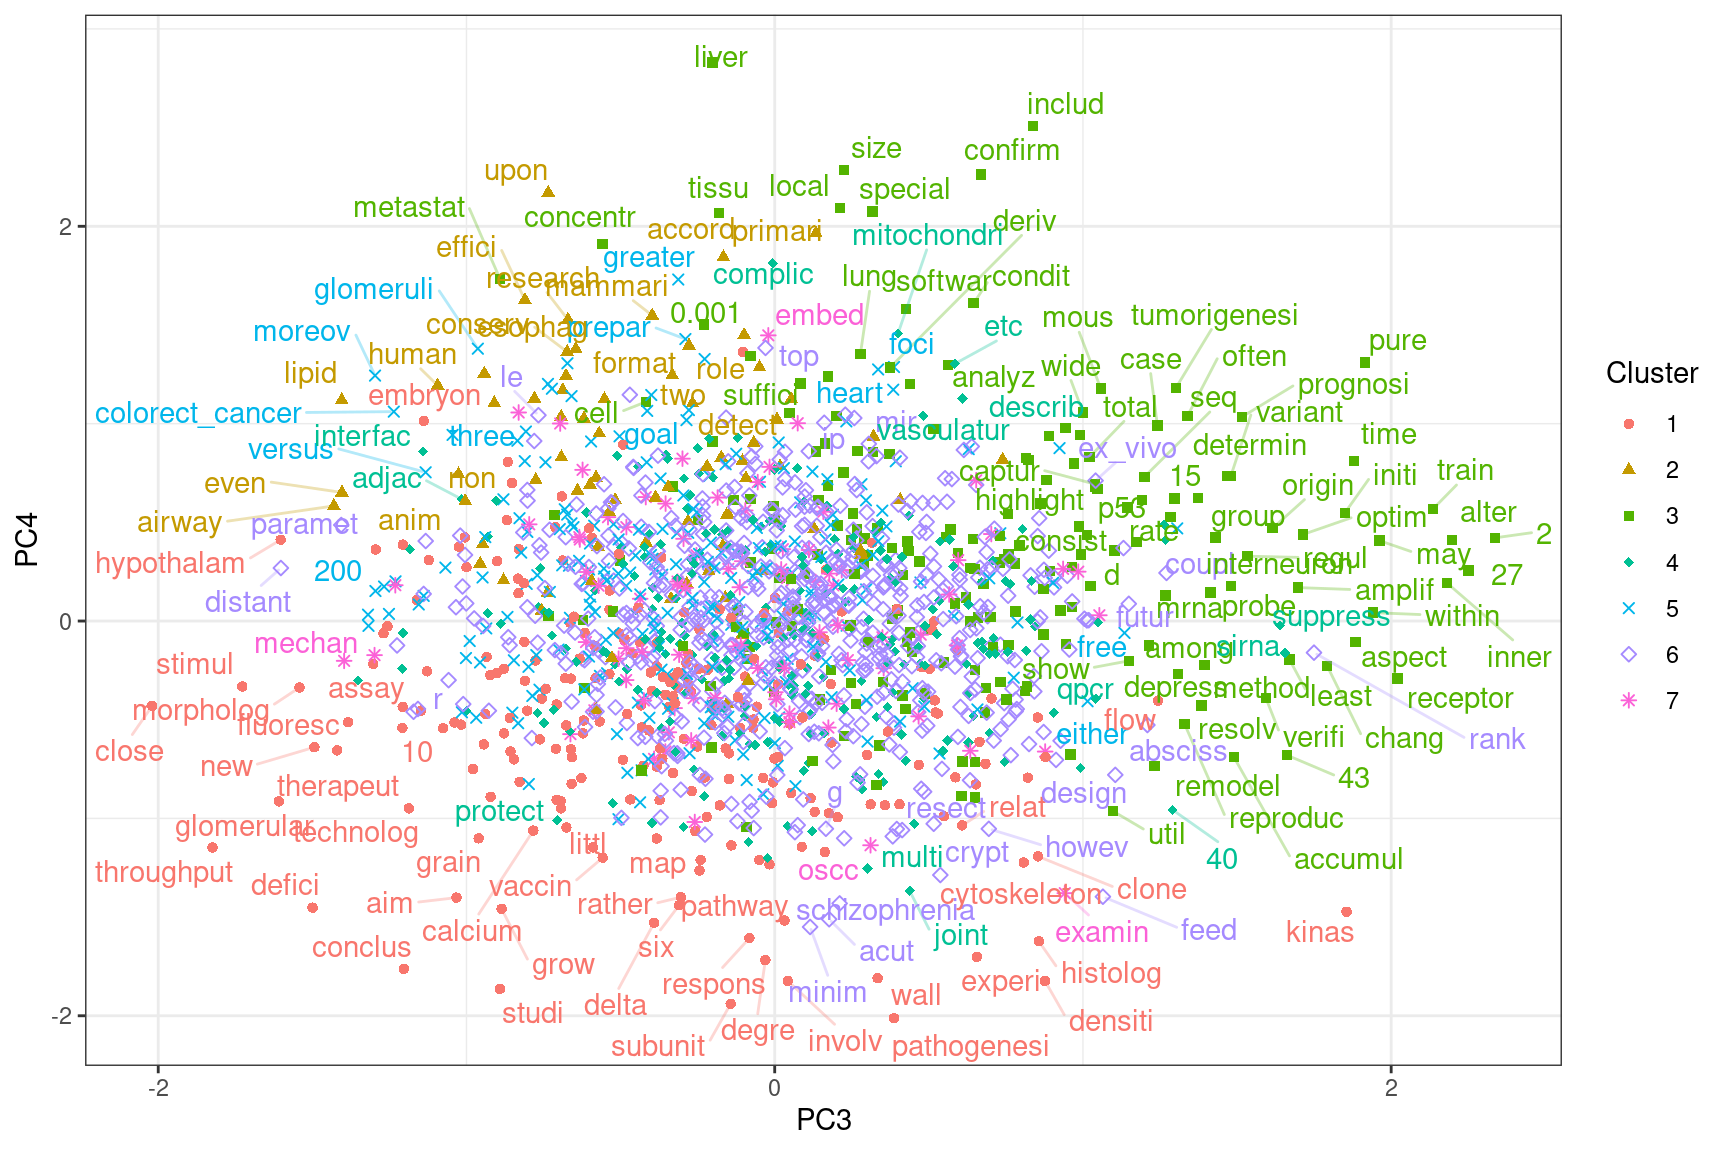 liver
includ
size
confirm
upon
tissu
local
special
metastat
concentr
deriv
accord
primari
mitochondri
effici
greater
complic
research
lung
softwar
condit
glomeruli
mammari
0.001
embed
mous
tumorigenesi
moreov
conserv
esophag
prepar
foci
etc
pure
human
format
role
top
wide
case
often
lipid
le
analyz
prognosi
embryon
two
suffici
heart
seq
colorect_cancer
cell
describ
total
variant
interfac
three
goal
detect
ip
mir
vasculatur
time
versus
ex_vivo
determin
even
adjac
non
captur
15
initi
train
origin
highlight
airway
paramet
anim
p53
group
optim
alter
rate
2
hypothalam
consist
200
coupl
interneuron
regul
may
d
27
distant
amplif
futur
mrna
probe
suppress
within
mechan
free
among
sirna
inner
stimul
show
aspect
assay
r
qpcr
depress
method
least
receptor
morpholog
fluoresc
flow
close
10
either
resolv
verifi
chang
rank
new
absciss
therapeut
g
design
remodel
43
protect
resect
relat
glomerular
technolog
util
reproduc
throughput
grain
littl
map
oscc
multi
crypt
howev
40
accumul
defici
vaccin
cytoskeleton
clone
aim
rather
pathway
schizophrenia
conclus
calcium
six
acut
joint
examin
feed
kinas
grow
respons
minim
wall
experi
histolog
studi
delta
degre
involv
densiti
subunit
pathogenesi
PC4
2
0
-2
-2
0
2
PC3
Cluster
1
2
3
4
5
6
7